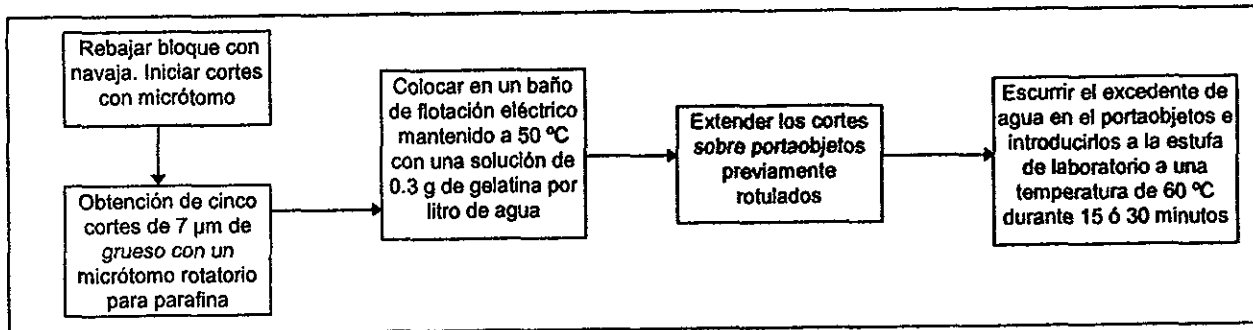 Rebajar bloque con
navaja. Iniciar cortes
con micrótomo
Obtención de cinco
cortes de 7 µm de
grueso con un
micrótomo rotatorio
para parafina
Colocar en un baño
de flotación eléctrico
mantenido a 50 ºC
con una solución de
0.3 g de gelatina por
litro de agua
Extender los cortes
sobre portaobjetos
previamente
rotulados
Escurrir el excedente de
agua en el portaobjetos e
introducirlos a la estufa
de laboratorio a una
temperatura de 60 ºC
durante 15 ó 30 minutos